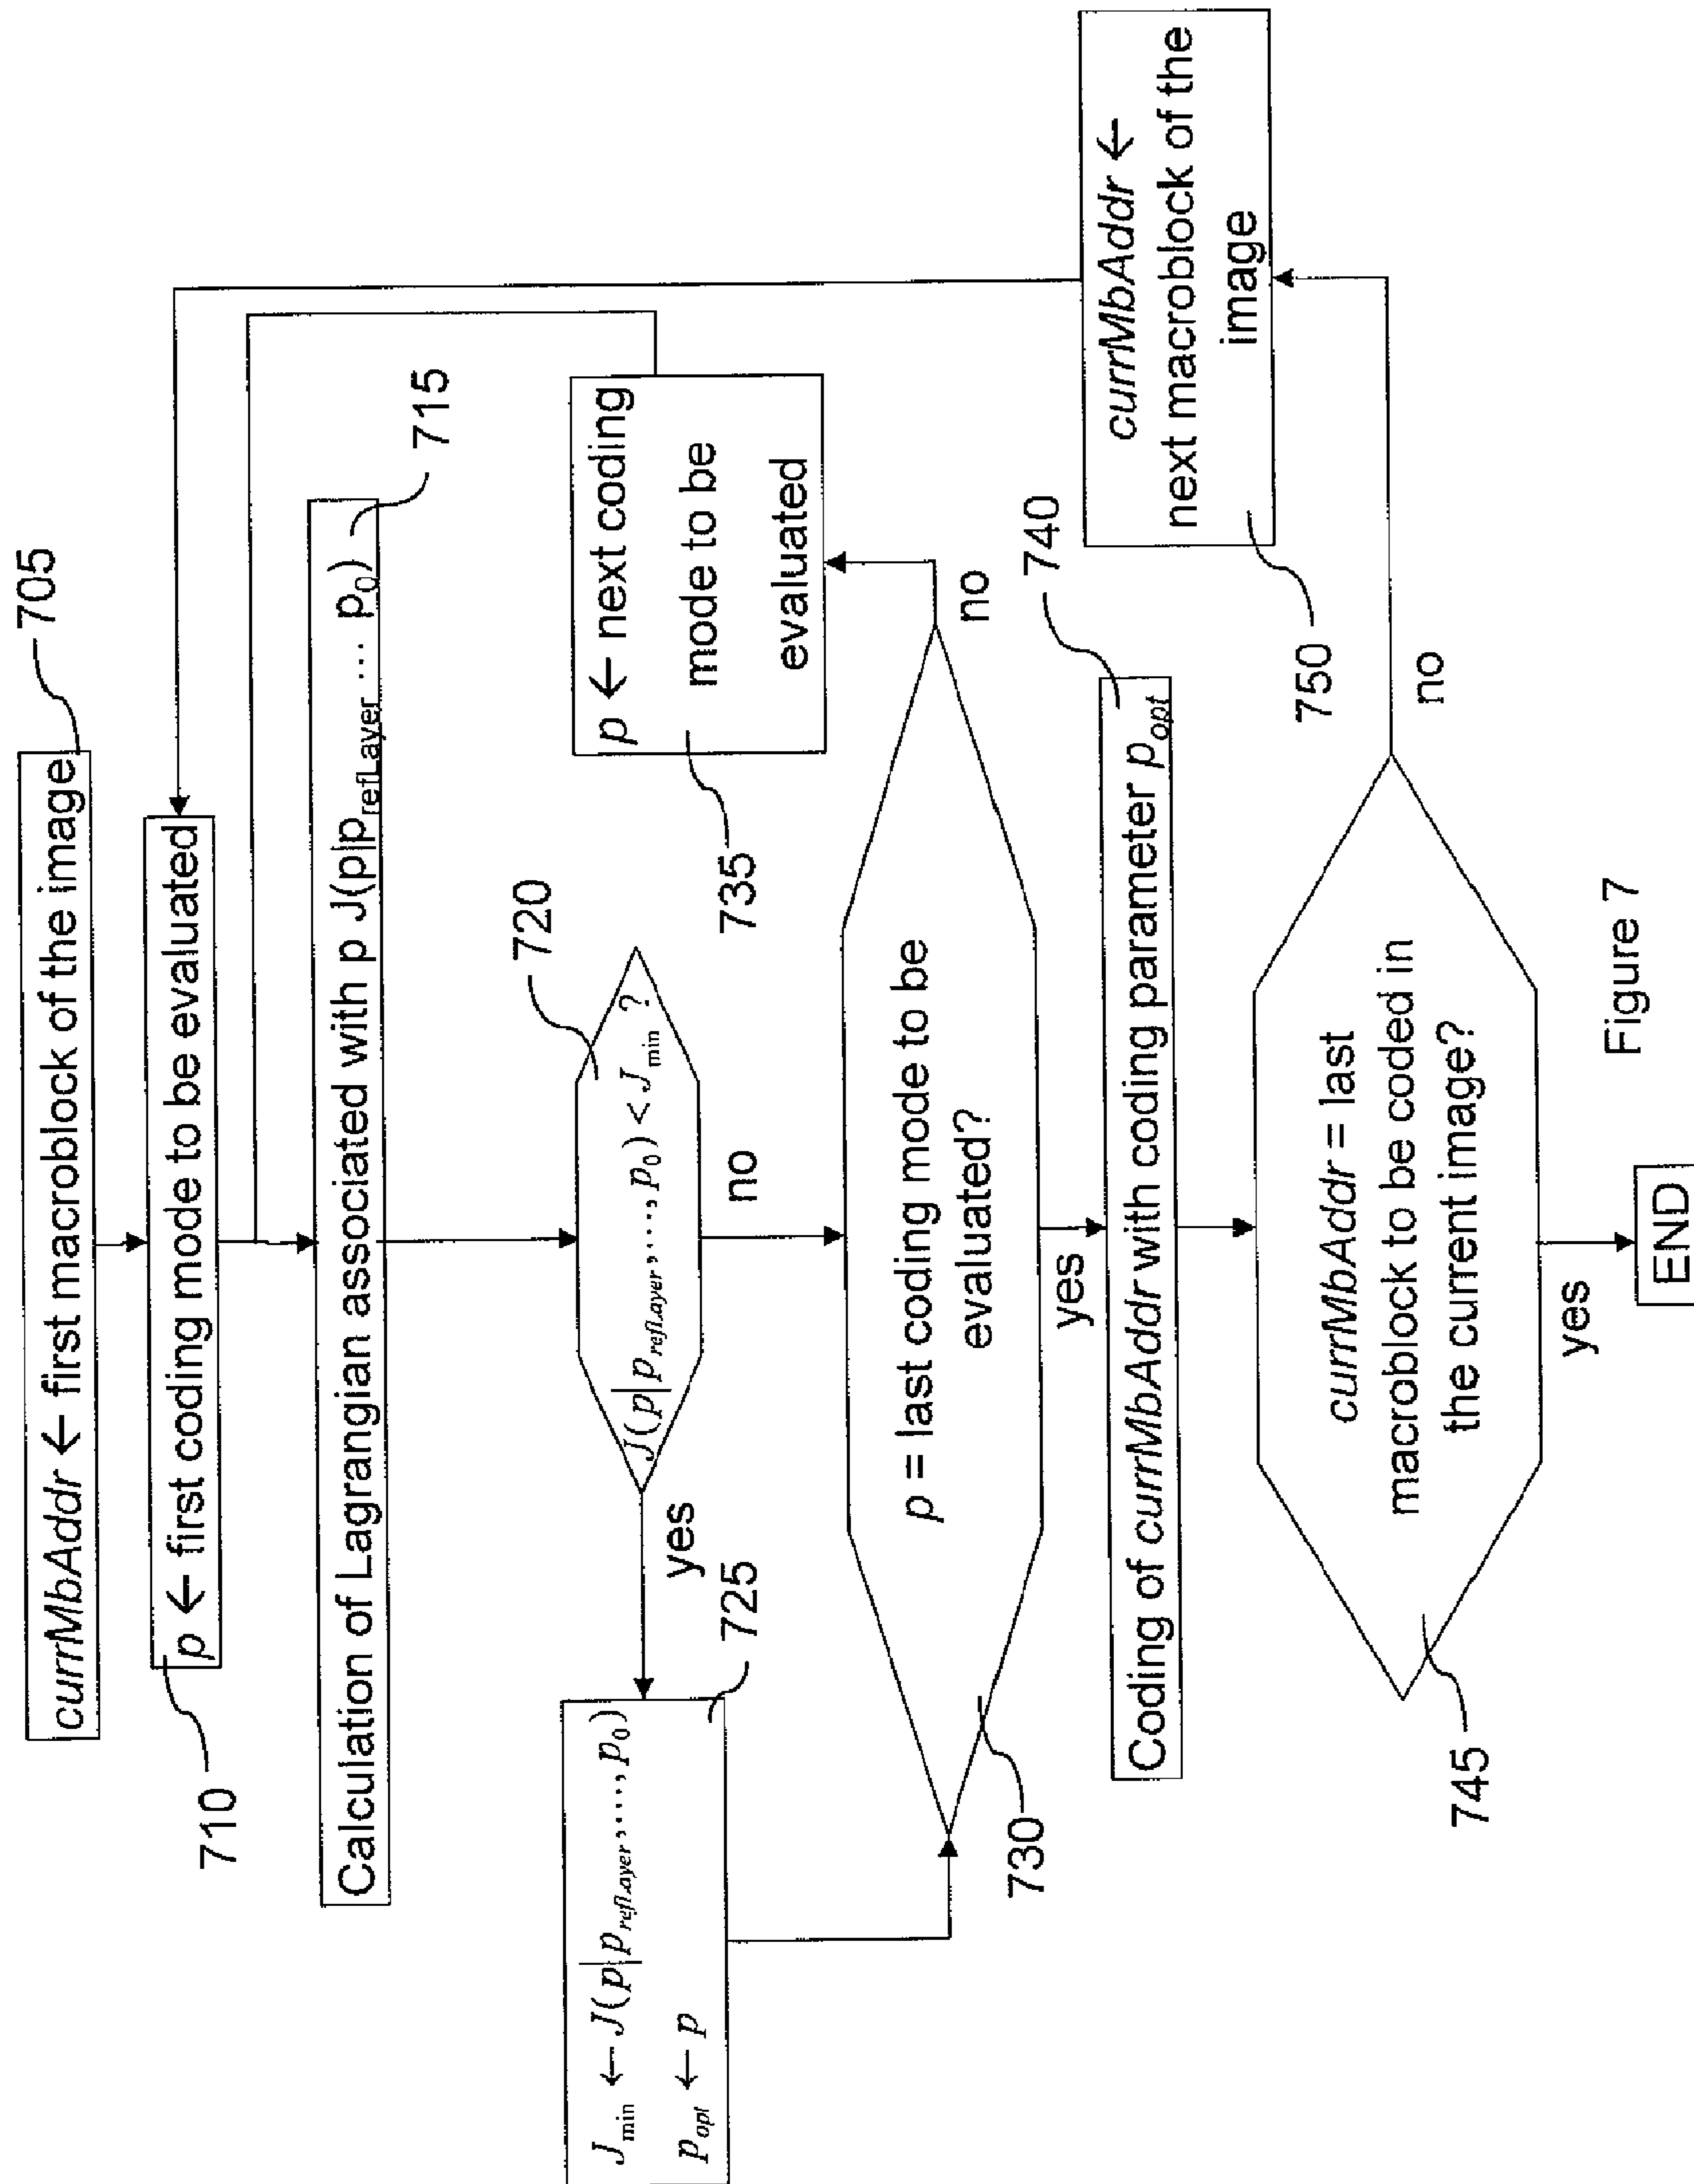 currMbAddr ← first macroblock of the image
705
p ← first coding mode to be evaluated
710
Calculation of Lagrangian associated with p J(p|p_refLayer ... p_0)
715
J(p|p_refLayer,...,p_0) < J_min ?
720
yes
no
J_min ← J(p|p_refLayer,...,p_0)
p_opt ← p
725
p ← next coding
mode to be
evaluated
735
p = last coding mode to be
evaluated?
730
no
yes
Coding of currMbAddr with coding parameter p_opt
740
currMbAddr ←
next macroblock of the
image
750
currMbAddr = last
macroblock to be coded in
the current image?
745
no
yes
END
Figure 7